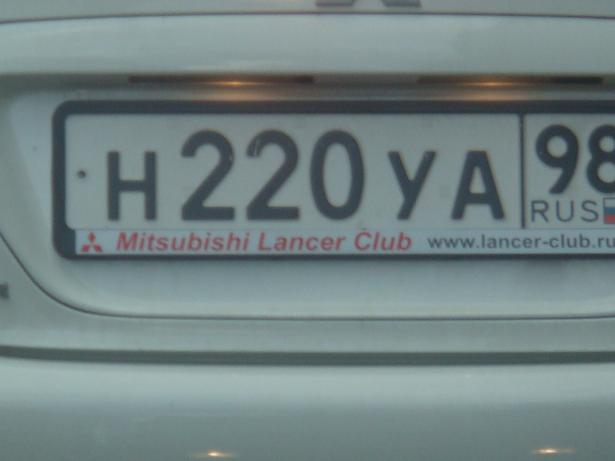 Н220УА 98
RUS
Mitsubishi Lancer Club www.lancer-club.ru